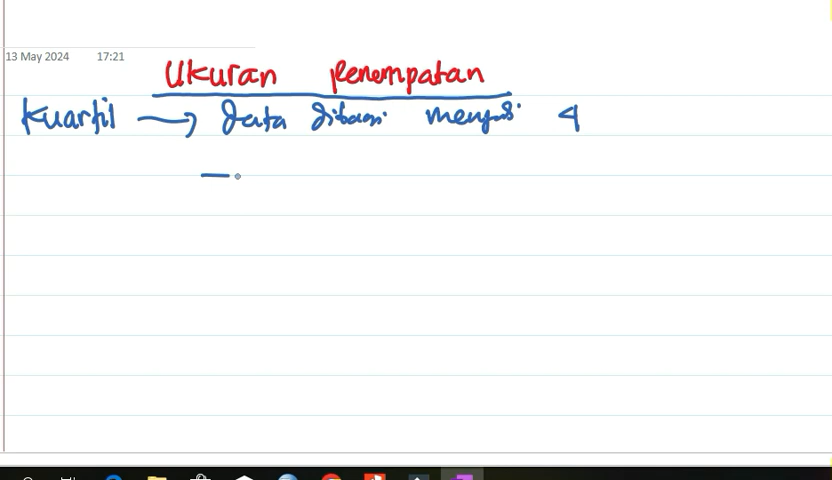 13 May 2024 17:21
Ukuran Penempatan
Kuartil → data dibagi menjadi 4